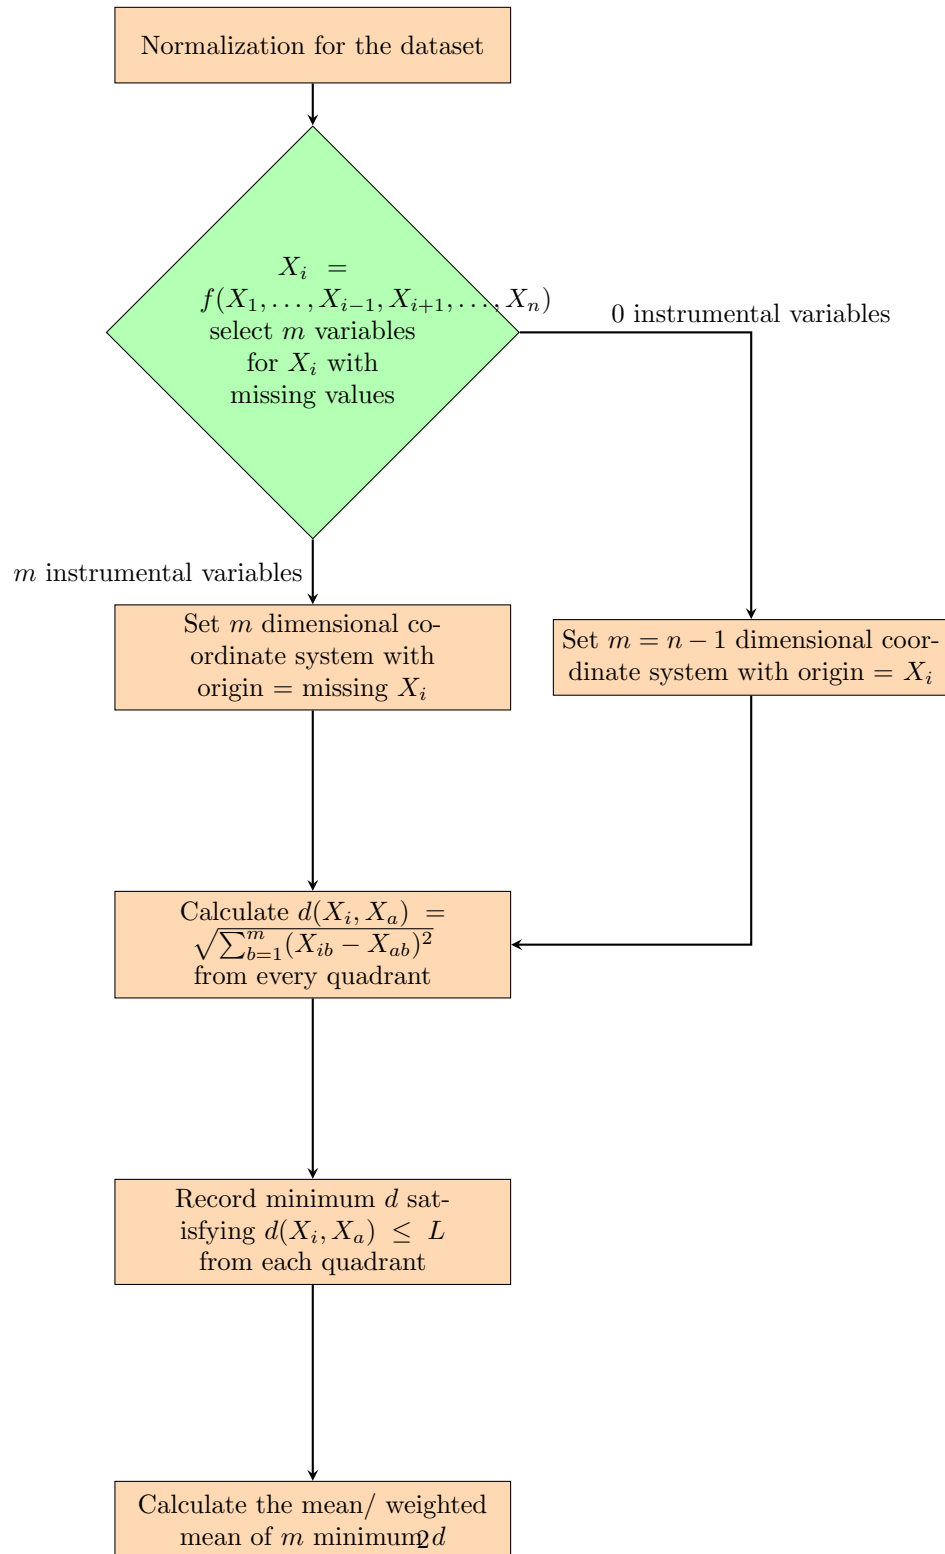 Normalization for the dataset
X_i =
f(X_1, . . . , X_{i−1}, X_{i+1}, . . . , X_n)
select m variables
for X_i with
missing values
0 instrumental variables
m instrumental variables
Set m dimensional co-
ordinate system with
origin = missing X_i
Set m = n − 1 dimensional coor-
dinate system with origin = X_i
Calculate d(X_i, X_a) =
√∑_{b=1}^{m}(X_{ib} − X_{ab})^2
from every quadrant
Record minimum d sat-
isfying d(X_i, X_a) ≤ L
from each quadrant
Calculate the mean/ weighted
mean of m minimum d
2